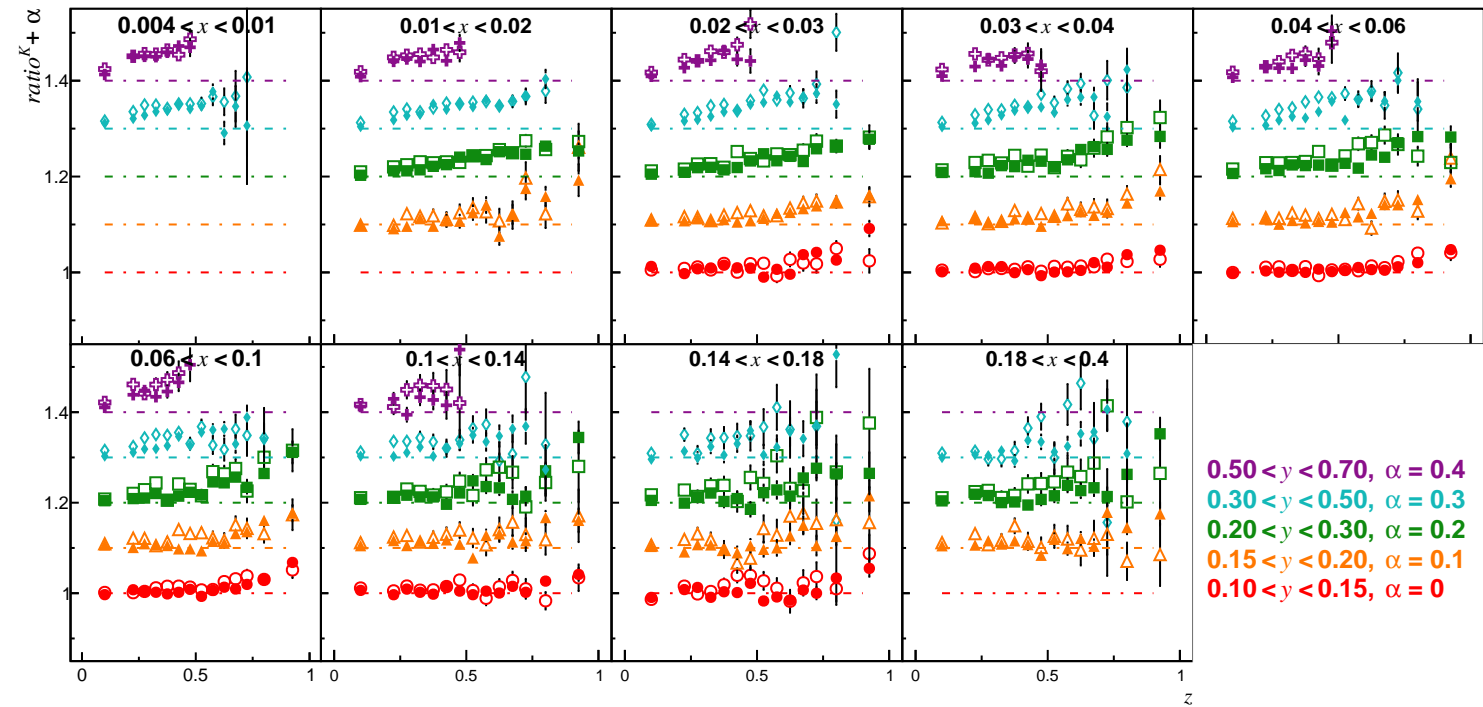 ratio^K + α
0.004 < x < 0.01
0.01 < x < 0.02
0.02 < x < 0.03
0.03 < x < 0.04
0.04 < x < 0.06
1.4
1.2
1
0.06 < x < 0.1
0.1 < x < 0.14
0.14 < x < 0.18
0.18 < x < 0.4
1.4
1.2
1
0.50 < y < 0.70, α = 0.4
0.30 < y < 0.50, α = 0.3
0.20 < y < 0.30, α = 0.2
0.15 < y < 0.20, α = 0.1
0.10 < y < 0.15, α = 0
0 0.5 1 0 0.5 1 0 0.5 1 0 0.5 1
z